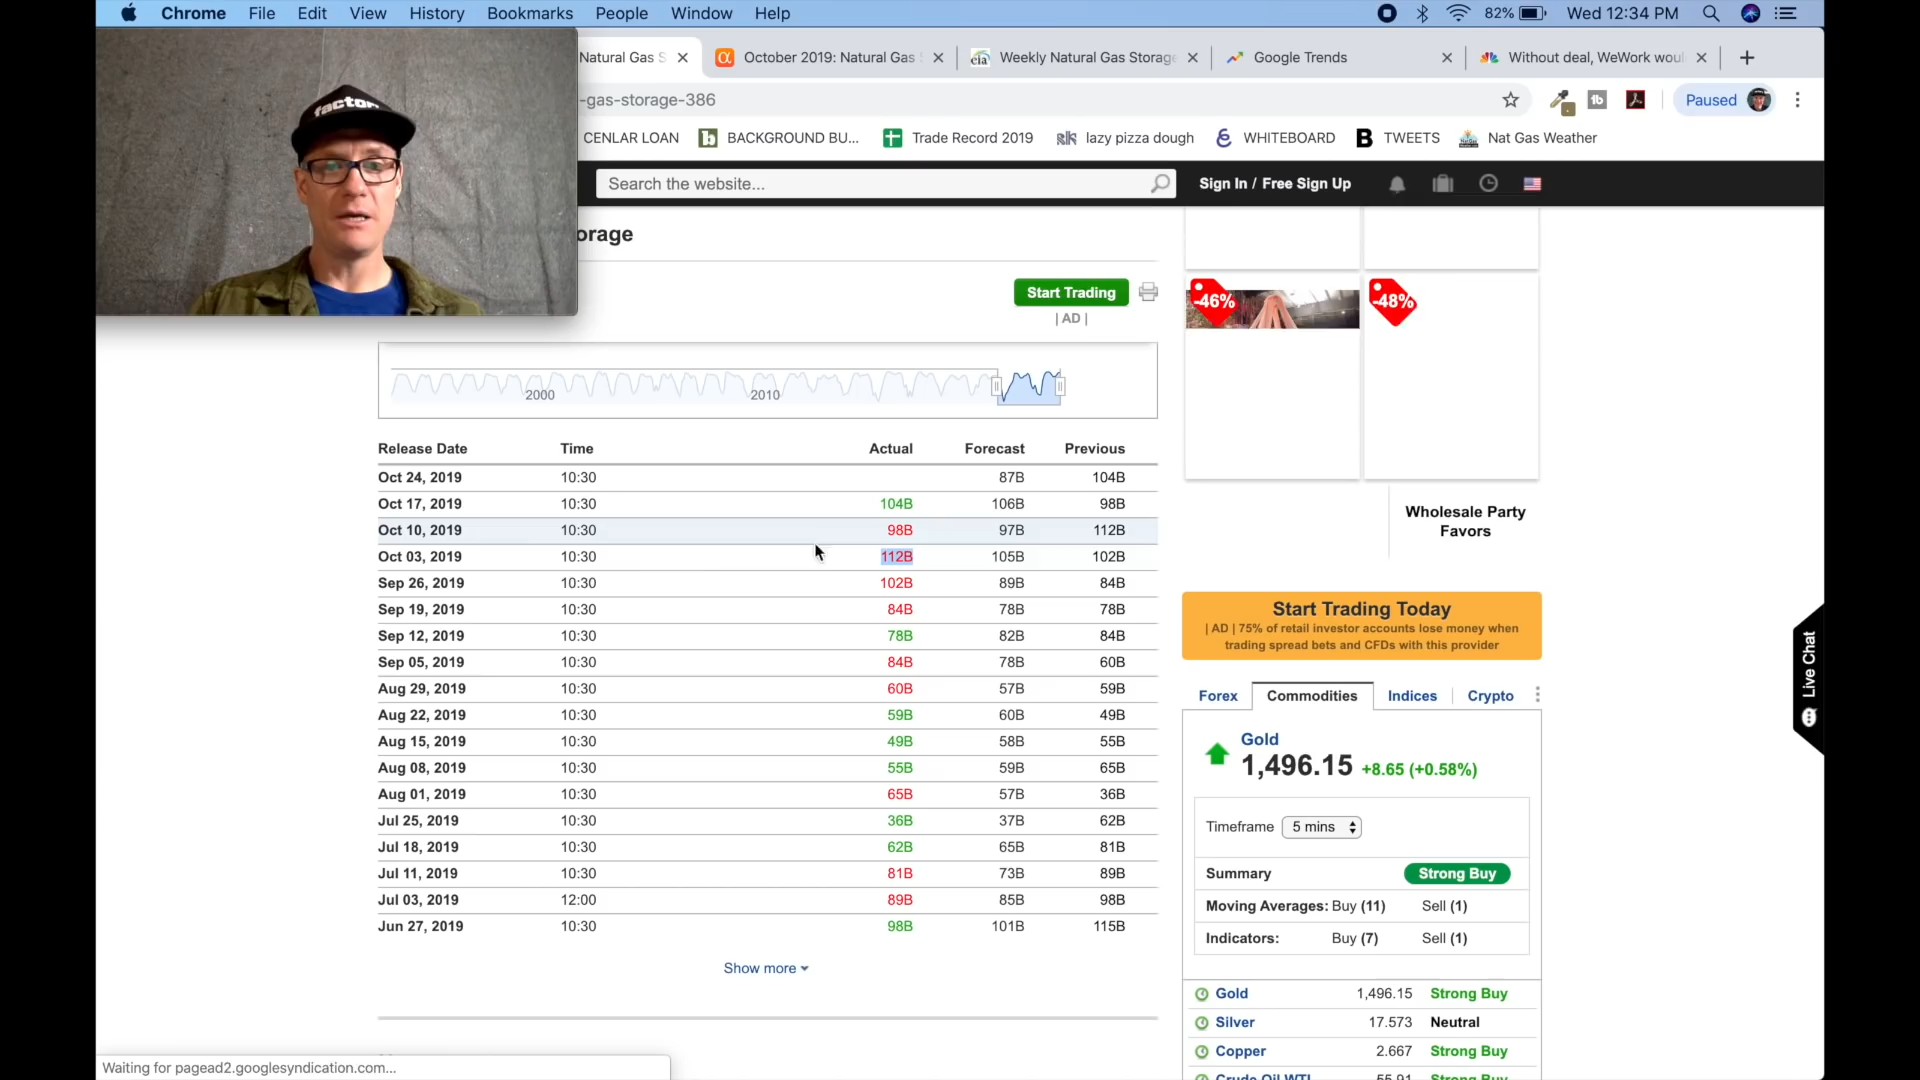 Chrome File Edit View History Bookmarks People Window Help 82% Wed 12:34 PM
Natural Gas S October 2019: Natural Gas eia Weekly Natural Gas Storage Google Trends Without deal, WeWork woul
-gas-storage-386 tb Paused
CENLAR LOAN BACKGROUND BU... Trade Record 2019 lazy pizza dough WHITEBOARD B TWEETS Nat Gas Weather
factor
Search the website... Sign In / Free Sign Up
orage
Start Trading
| AD |
-46% -48%
2000 2010
Release Date Time Actual Forecast Previous
Oct 24, 2019 10:30 87B 104B
Oct 17, 2019 10:30 104B 106B 98B
Oct 10, 2019 10:30 98B 97B 112B
Oct 03, 2019 10:30 112B 105B 102B
Sep 26, 2019 10:30 102B 89B 84B
Sep 19, 2019 10:30 84B 78B 78B
Sep 12, 2019 10:30 78B 82B 84B
Sep 05, 2019 10:30 84B 78B 60B
Aug 29, 2019 10:30 60B 57B 59B
Aug 22, 2019 10:30 59B 60B 49B
Aug 15, 2019 10:30 49B 58B 55B
Aug 08, 2019 10:30 55B 59B 65B
Aug 01, 2019 10:30 65B 57B 36B
Jul 25, 2019 10:30 36B 37B 62B
Jul 18, 2019 10:30 62B 65B 81B
Jul 11, 2019 10:30 81B 73B 89B
Jul 03, 2019 12:00 89B 85B 98B
Jun 27, 2019 10:30 98B 101B 115B
Show more
Wholesale Party
Favors
Start Trading Today
| AD | 75% of retail investor accounts lose money when
trading spread bets and CFDs with this provider
Live Chat
Forex Commodities Indices Crypto
Gold
1,496.15 +8.65 (+0.58%)
Timeframe 5 mins
Summary Strong Buy
Moving Averages: Buy (11) Sell (1)
Indicators: Buy (7) Sell (1)
Gold 1,496.15 Strong Buy
Silver 17.573 Neutral
Copper 2.667 Strong Buy
Crude Oil WTI 55.91 Strong Buy
Waiting for pagead2.googlesyndication.com...